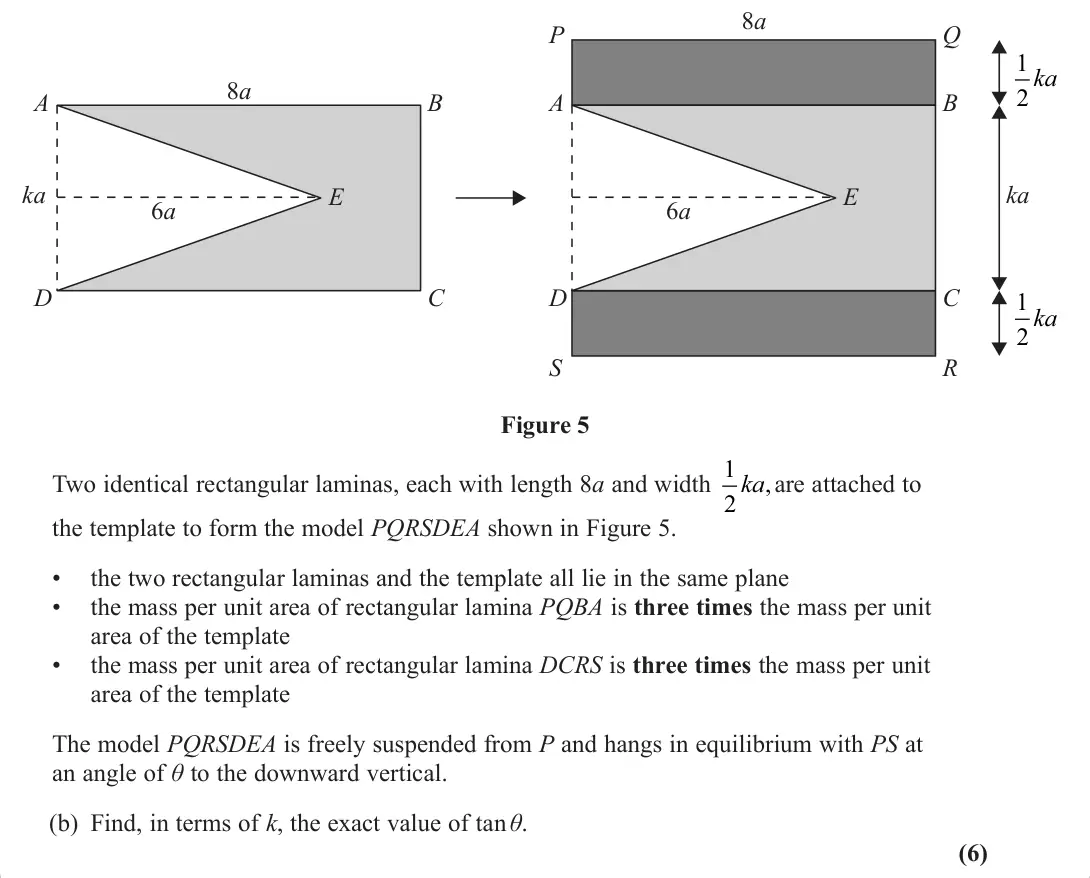 8a
P
Q
1/2 ka
8a
A
B
A
B
ka
6a
E
6a
E
ka
D
C
D
C
1/2 ka
S
R
Figure 5
Two identical rectangular laminas, each with length 8a and width 1/2 ka, are attached to
the template to form the model PQRSDEA shown in Figure 5.
• the two rectangular laminas and the template all lie in the same plane
• the mass per unit area of rectangular lamina PQBA is three times the mass per unit
area of the template
• the mass per unit area of rectangular lamina DCRS is three times the mass per unit
area of the template
The model PQRSDEA is freely suspended from P and hangs in equilibrium with PS at
an angle of θ to the downward vertical.
(b) Find, in terms of k, the exact value of tan θ.
(6)